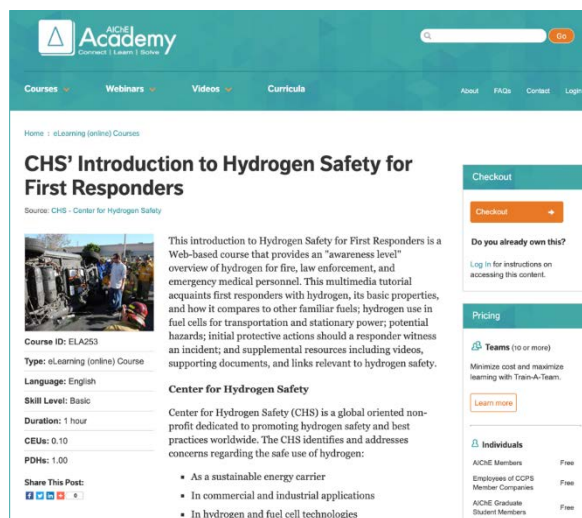 AIChE
Academy
Connect | Learn | Solve
Go
Courses
Webinars
Videos
Curricula
About
FAQs
Contact
Login
Home : eLearning (online) Courses
CHS' Introduction to Hydrogen Safety for
First Responders
Source: CHS - Center for Hydrogen Safety
Course ID: ELA253
Type: eLearning (online) Course
Language: English
Skill Level: Basic
Duration: 1 hour
CEUs: 0.10
PDHs: 1.00
Share This Post:
0
This introduction to Hydrogen Safety for First Responders is a
Web-based course that provides an "awareness level"
overview of hydrogen for fire, law enforcement, and
emergency medical personnel. This multimedia tutorial
acquaints first responders with hydrogen, its basic properties,
and how it compares to other familiar fuels; hydrogen use in
fuel cells for transportation and stationary power; potential
hazards; initial protective actions should a responder witness
an incident; and supplemental resources including videos,
supporting documents, and links relevant to hydrogen safety.
Center for Hydrogen Safety
Center for Hydrogen Safety (CHS) is a global oriented non-
profit dedicated to promoting hydrogen safety and best
practices worldwide. The CHS identifies and addresses
concerns regarding the safe use of hydrogen:
▪ As a sustainable energy carrier
▪ In commercial and industrial applications
▪ In hydrogen and fuel cell technologies
Checkout
Checkout
Do you already own this?
Log in for instructions on
accessing this content.
Pricing
Teams (10 or more)
Minimize cost and maximize
learning with Train-A-Team.
Learn more
Individuals
AIChE Members Free
Employees of CCPS
Member Companies Free
AIChE Graduate
Student Members Free